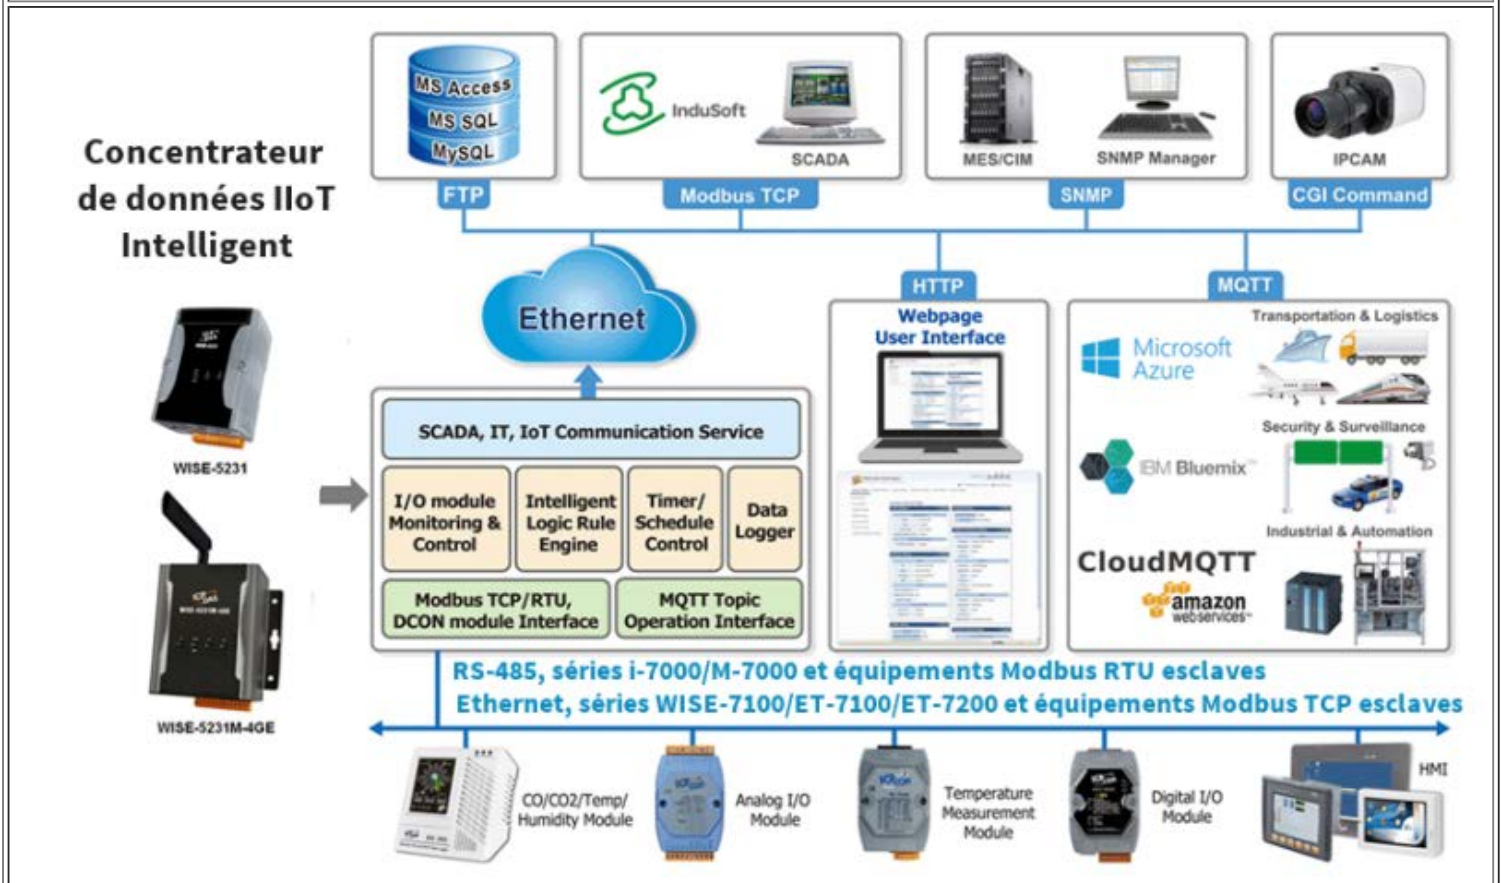 MS Access
MS SQL
MySQL
FTP
InduSoft
SCADA
Modbus TCP
MES/CIM
SNMP Manager
SNMP
IPCAM
CGI Command
Concentrateur
de données IIoT
Intelligent
WISE-5231
WISE-5231M-4GE
Ethernet
SCADA, IT, IoT Communication Service
I/O module
Monitoring &
Control
Intelligent
Logic Rule
Engine
Timer/
Schedule
Control
Data
Logger
Modbus TCP/RTU,
DCON module Interface
MQTT Topic
Operation Interface
HTTP
Webpage
User Interface
MQTT
Microsoft
Azure
Transportation & Logistics
IBM Bluemix™
Security & Surveillance
CloudMQTT
amazon
webservices™
Industrial & Automation
RS-485, séries i-7000/M-7000 et équipements Modbus RTU esclaves
Ethernet, séries WISE-7100/ET-7100/ET-7200 et équipements Modbus TCP esclaves
CO/CO2/Temp/
Humidity Module
Analog I/O
Module
Temperature
Measurement
Module
Digital I/O
Module
HMI